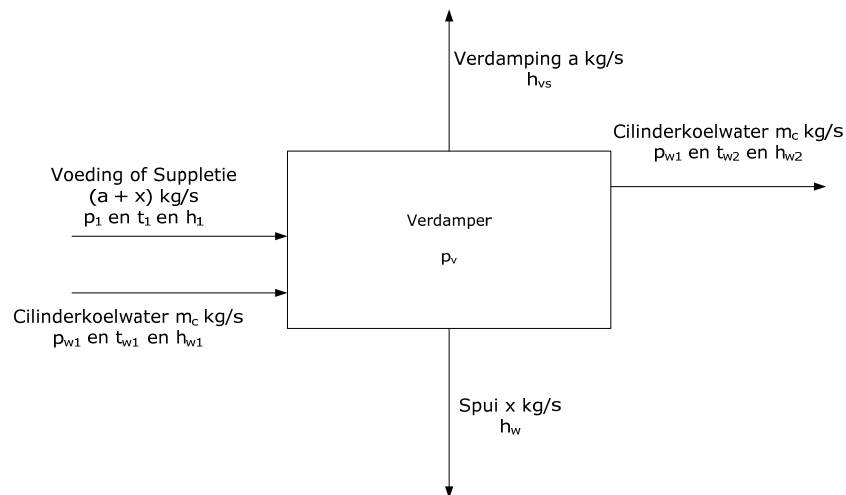 Verdamping a kg/s
hvs
Cilinderkoelwater mc kg/s
pw1 en tw2 en hw2
Voeding of Suppletie
(a + x) kg/s
p1 en t1 en h1
Verdamper
pv
Cilinderkoelwater mc kg/s
pw1 en tw1 en hw1
Spui x kg/s
hw